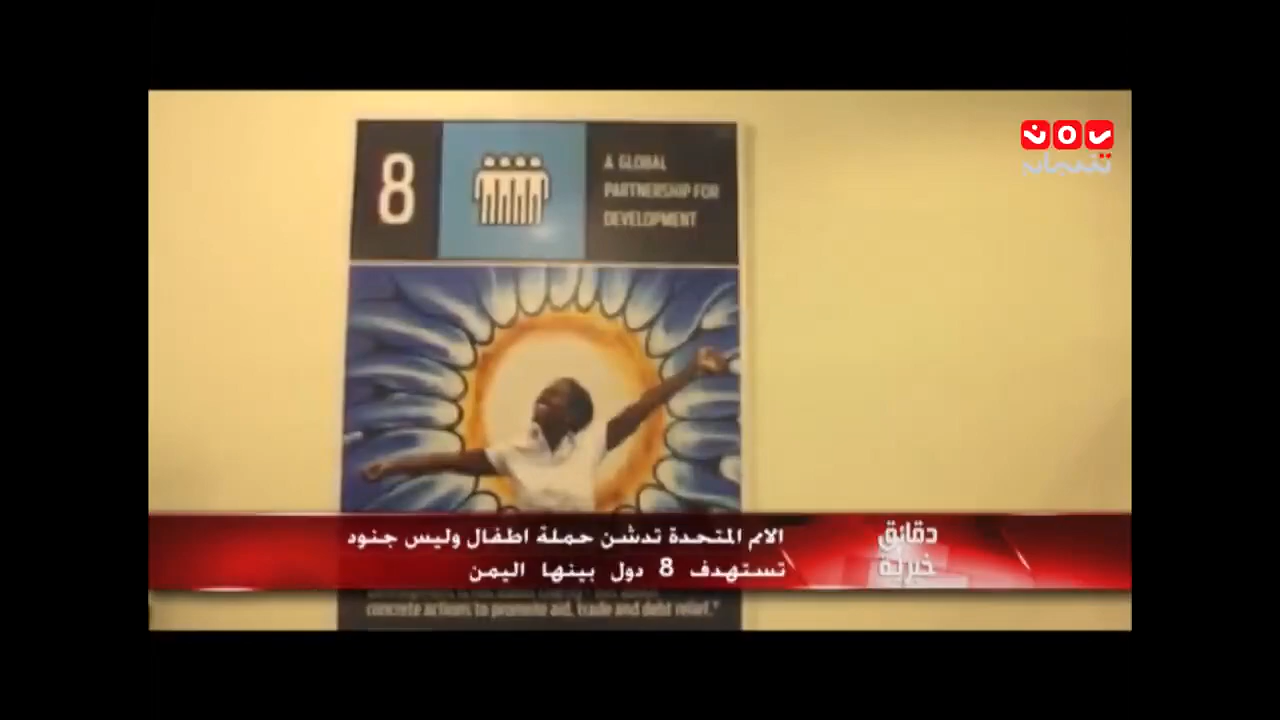 8
A GLOBAL
PARTNERSHIP FOR
DEVELOPMENT
دقائق
خبرية
الامم المتحدة تدشن حملة اطفال وليس جنود
تستهدف 8 دول بينها اليمن
concrete actions to promote aid, trade and debt relief."